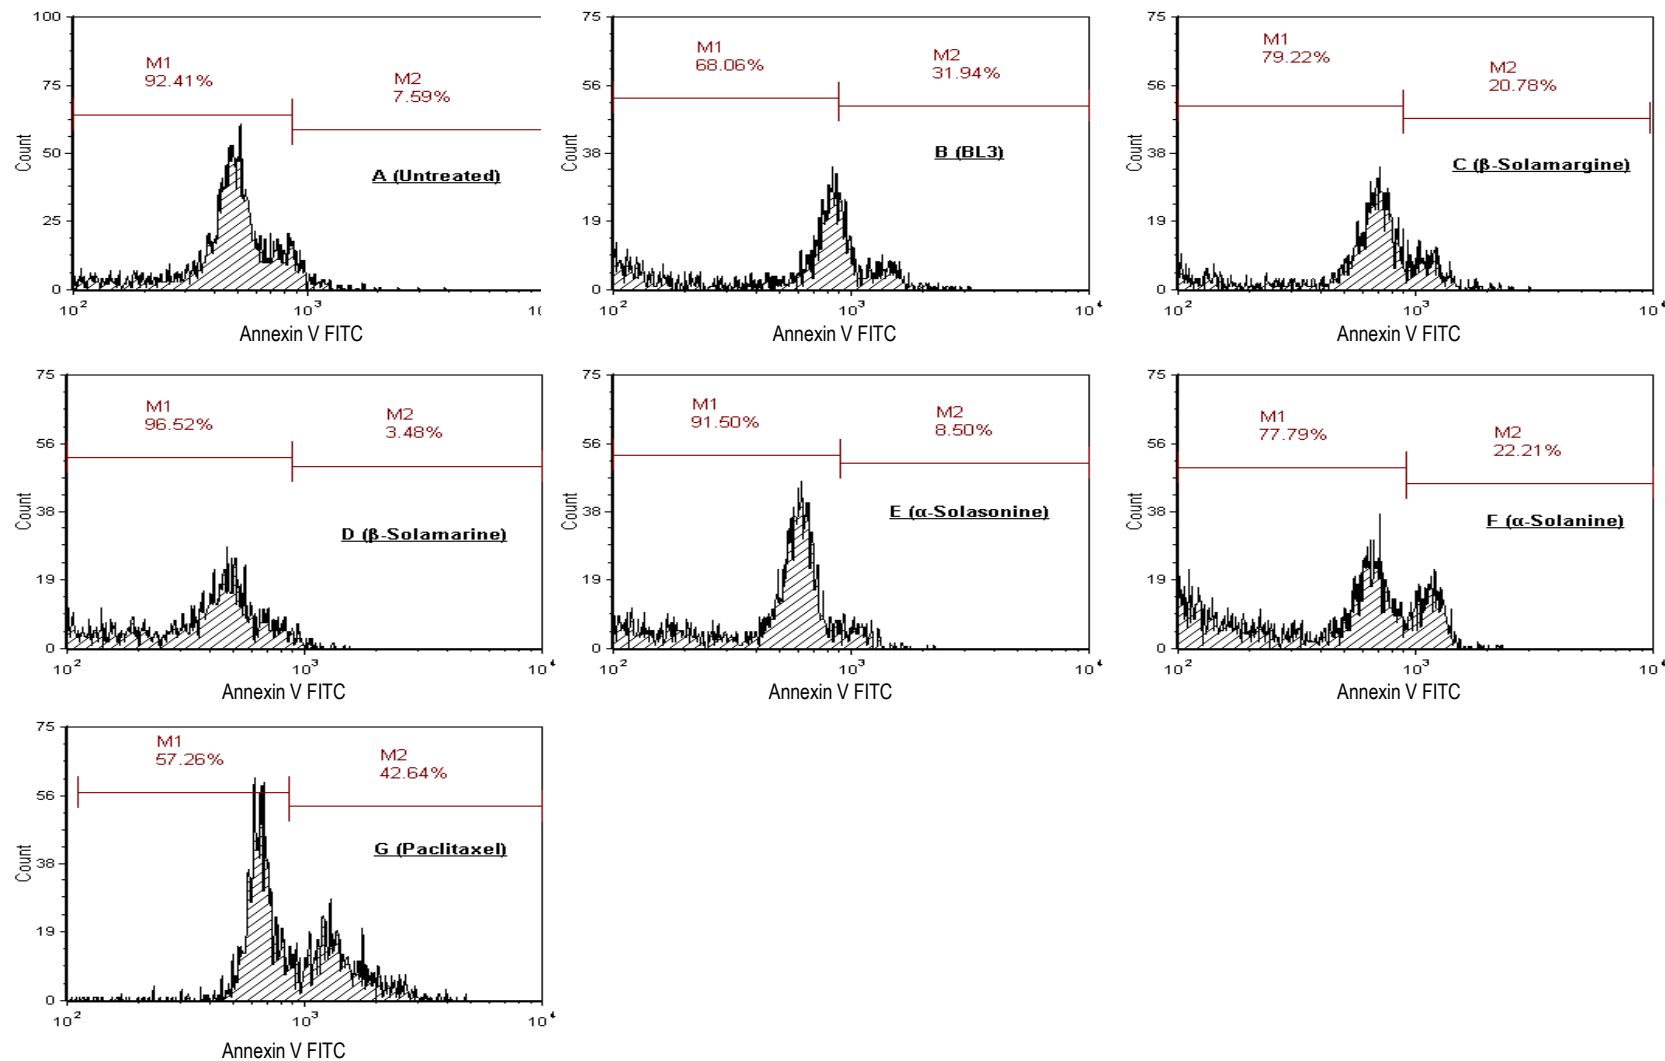 100
75
50
25
0
Count
M1
92.41%
M2
7.59%
A (Untreated)
10² 10³ 10
Annexin V FITC
75
56
38
19
0
Count
M1
68.06%
M2
31.94%
B (BL3)
10² 10³ 10⁴
Annexin V FITC
75
56
38
19
0
Count
M1
79.22%
M2
20.78%
C (β-Solamargine)
10² 10³ 10⁴
Annexin V FITC
75
56
38
19
0
Count
M1
96.52%
M2
3.48%
D (β-Solamarine)
10² 10³ 10⁴
Annexin V FITC
75
56
38
19
0
Count
M1
91.50%
M2
8.50%
E (α-Solasonine)
10² 10³ 10⁴
Annexin V FITC
75
56
38
19
0
Count
M1
77.79%
M2
22.21%
F (α-Solanine)
10² 10³ 10⁴
Annexin V FITC
75
56
38
19
0
Count
M1
57.26%
M2
42.64%
G (Paclitaxel)
10² 10³ 10⁴
Annexin V FITC